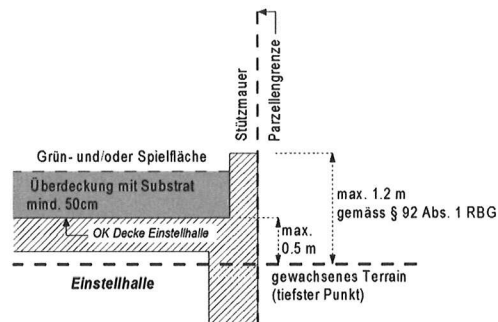 Stützmauer
Parzellengrenze
Grün- und/oder Spielfläche
Überdeckung mit Substrat
mind. 50cm
OK Decke Einstellhalle
max.
0.5 m
max. 1.2 m
gemäss § 92 Abs. 1 RBG
Einstellhalle
gewachsenes Terrain
(tiefster Punkt)